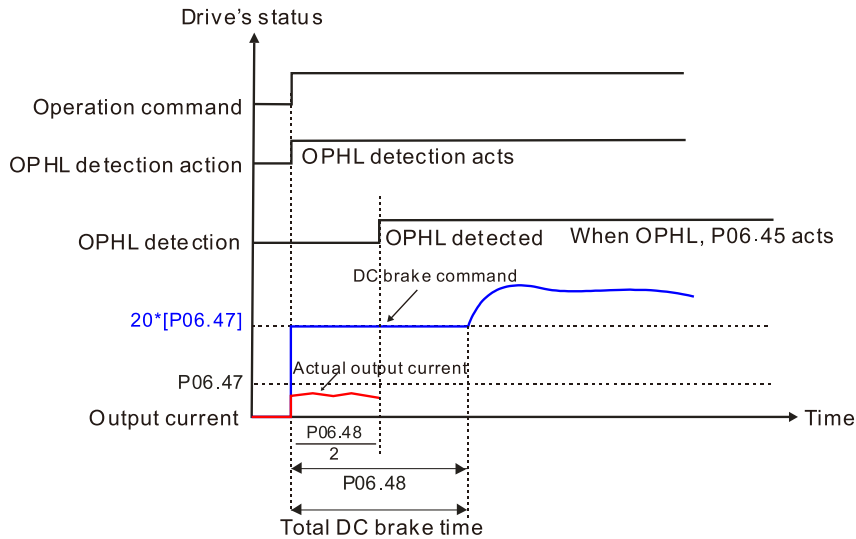 Drive's status
Operation command
OPHL detection action
OPHL detection acts
OPHL detection
OPHL detected
When OPHL, P06.45 acts
DC brake command
20*[P06.47]
Actual output current
P06.47
Output current
Time
P06.48
2
P06.48
Total DC brake time